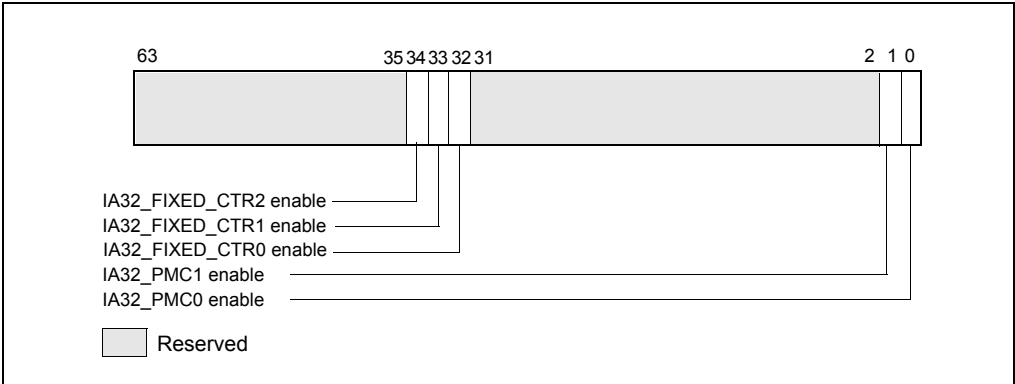 63 35 34 33 32 31 2 1 0
IA32_FIXED_CTR2 enable
IA32_FIXED_CTR1 enable
IA32_FIXED_CTR0 enable
IA32_PMC1 enable
IA32_PMC0 enable
Reserved